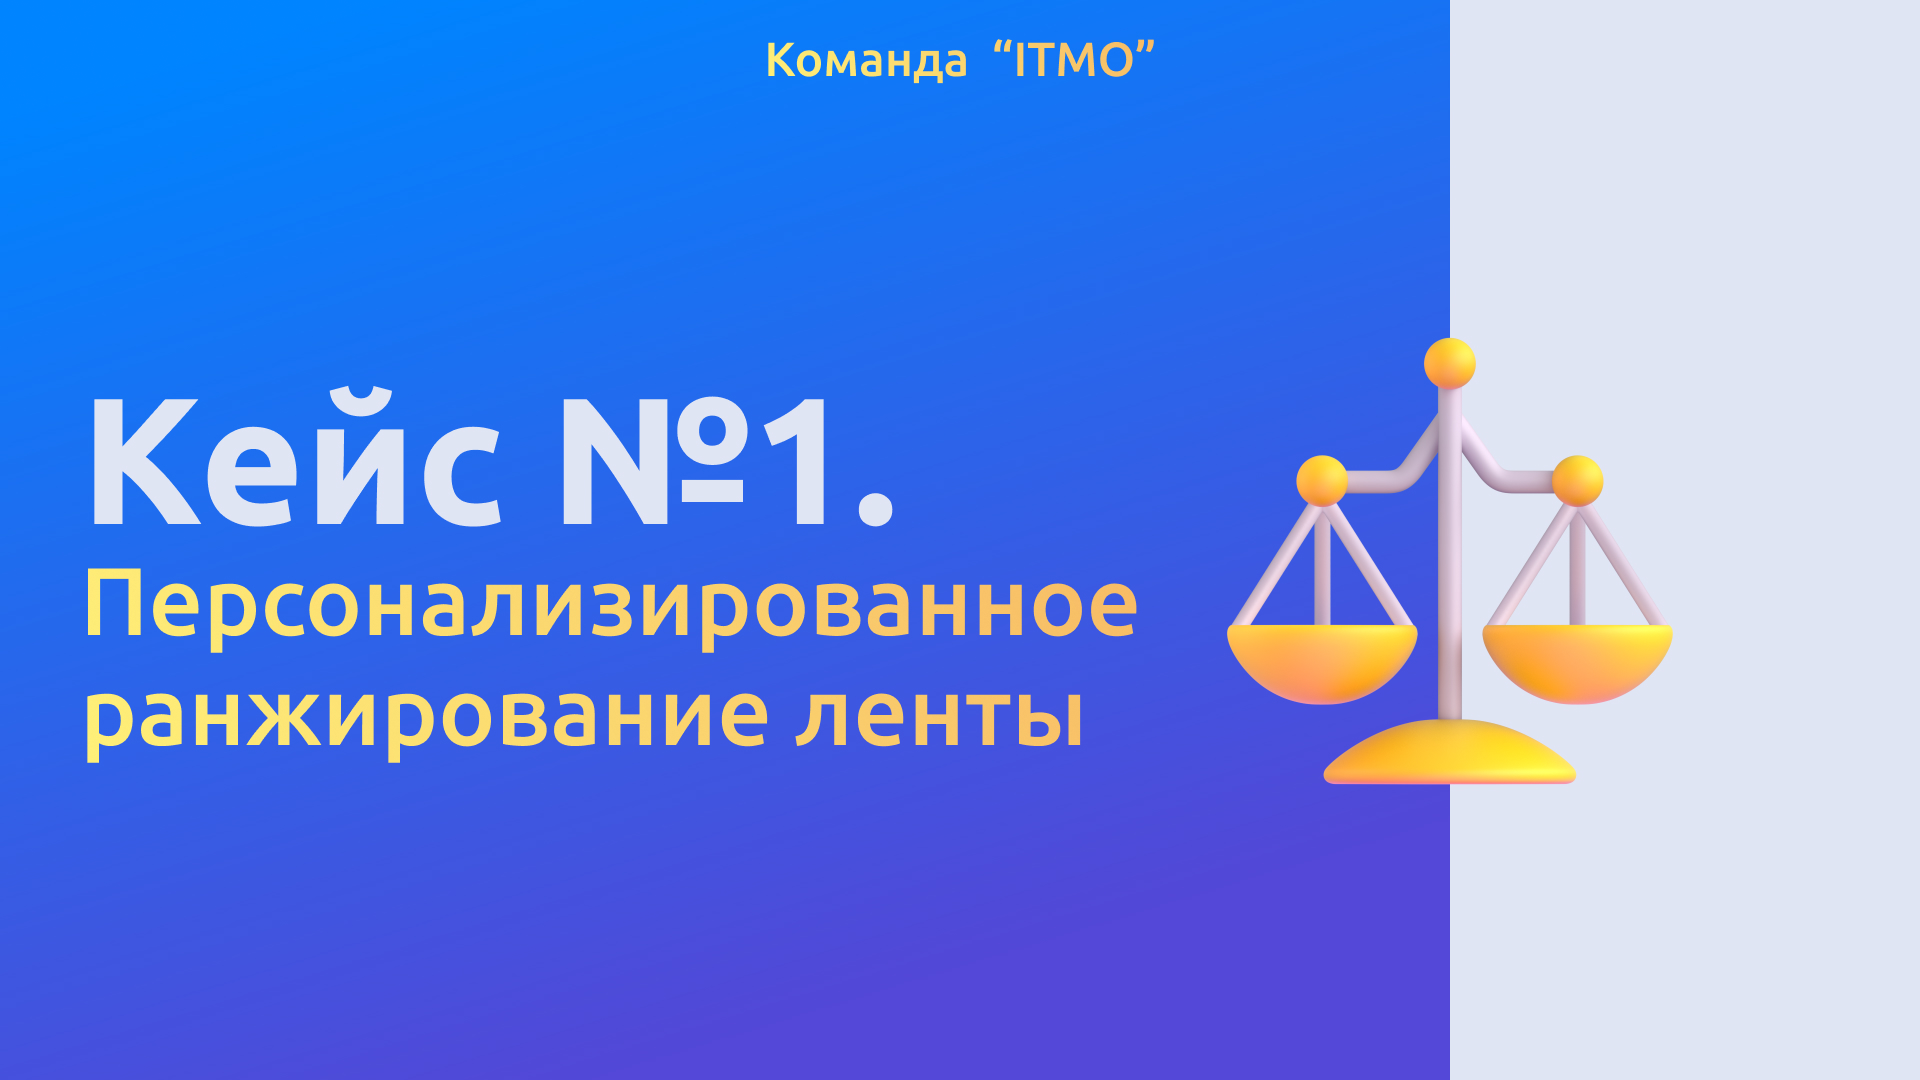 Команда “ITMO”
Кейс №1.
Персонализированное
ранжирование ленты